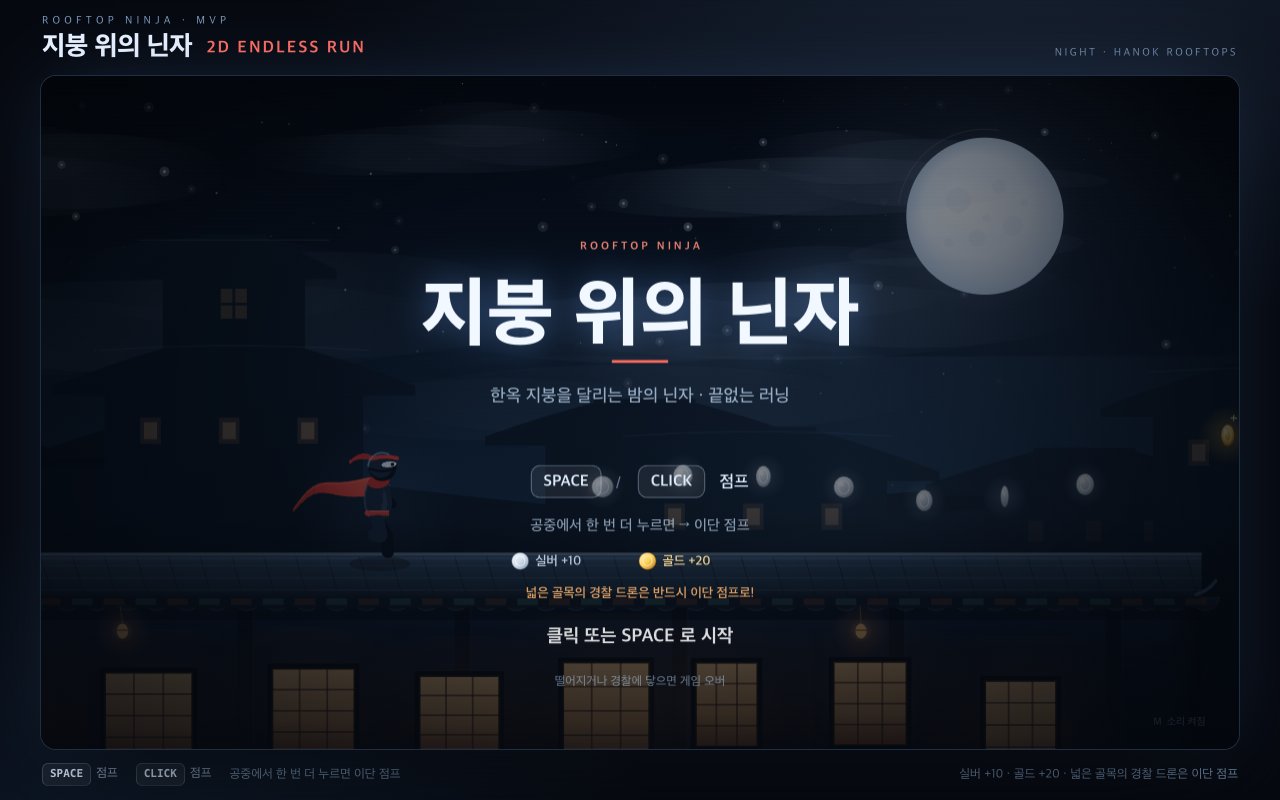 ROOFTOP NINJA · MVP
지붕 위의 닌자 2D ENDLESS RUN
NIGHT · HANOK ROOFTOPS
ROOFTOP NINJA
지붕 위의 닌자
한옥 지붕을 달리는 밤의 닌자 · 끝없는 러닝
SPACE / CLICK 점프
공중에서 한 번 더 누르면 → 이단 점프
실버 +10 골드 +20
넓은 골목의 경찰 드론은 반드시 이단 점프로!
클릭 또는 SPACE 로 시작
떨어지거나 경찰에 닿으면 게임 오버
M 소리 켜짐
SPACE 점프 CLICK 점프 공중에서 한 번 더 누르면 이단 점프
실버 +10 · 골드 +20 · 넓은 골목의 경찰 드론은 이단 점프